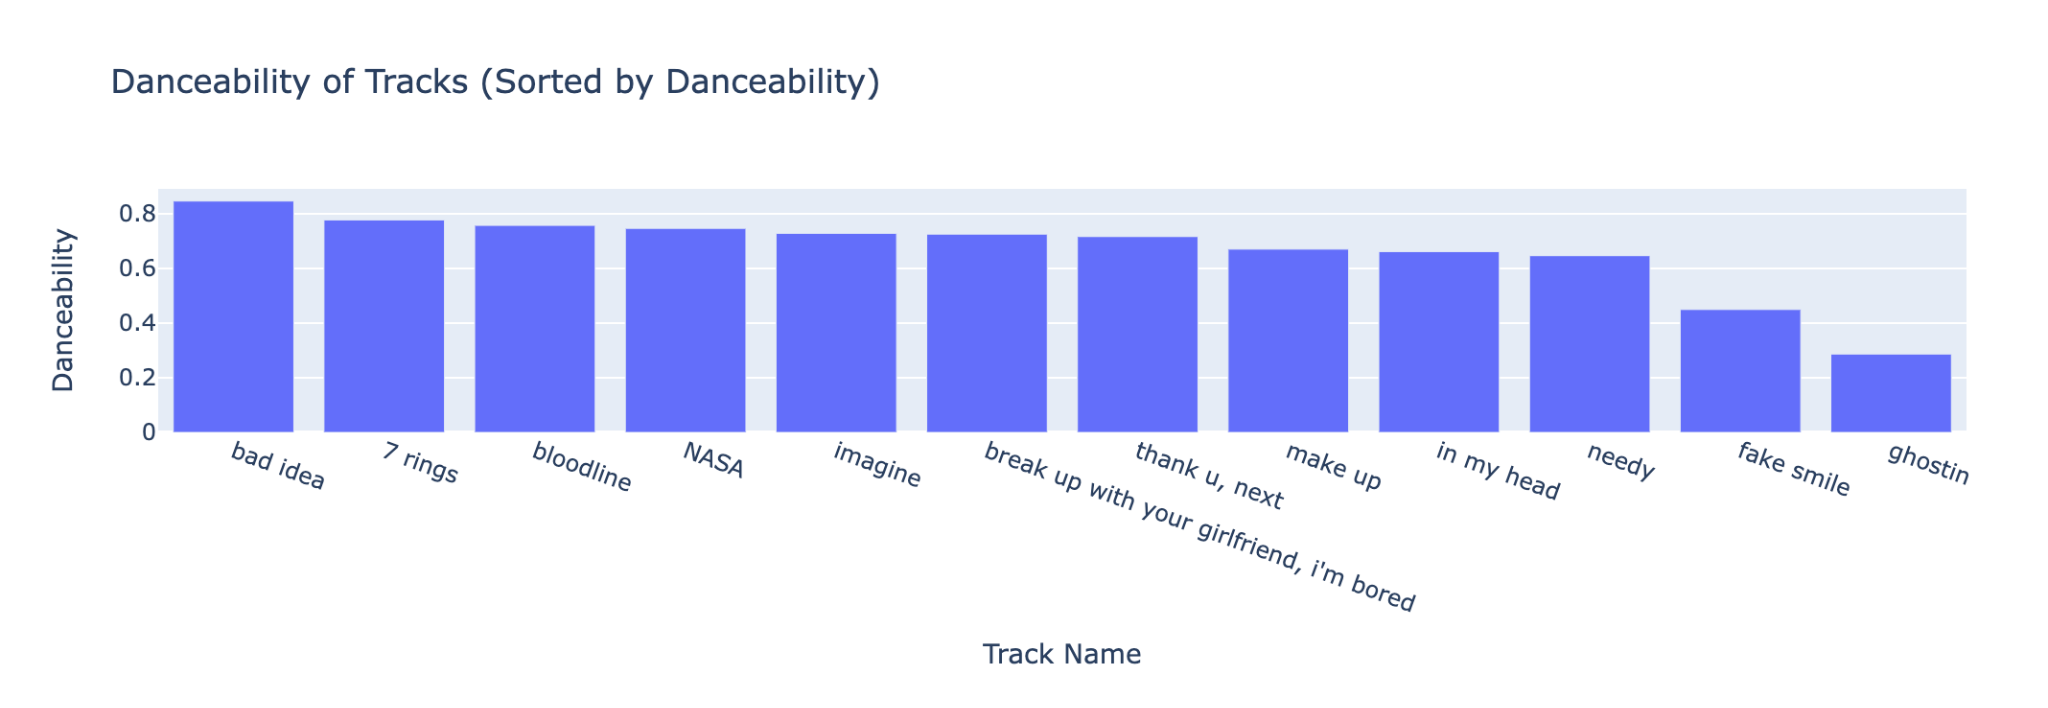 Danceability of Tracks (Sorted by Danceability)
Danceability
0.8
0.6
0.4
0.2
0
bad idea
7 rings
bloodline
NASA
imagine
break up with your girlfriend, i'm bored
thank u, next
make up
in my head
needy
fake smile
ghostin
Track Name